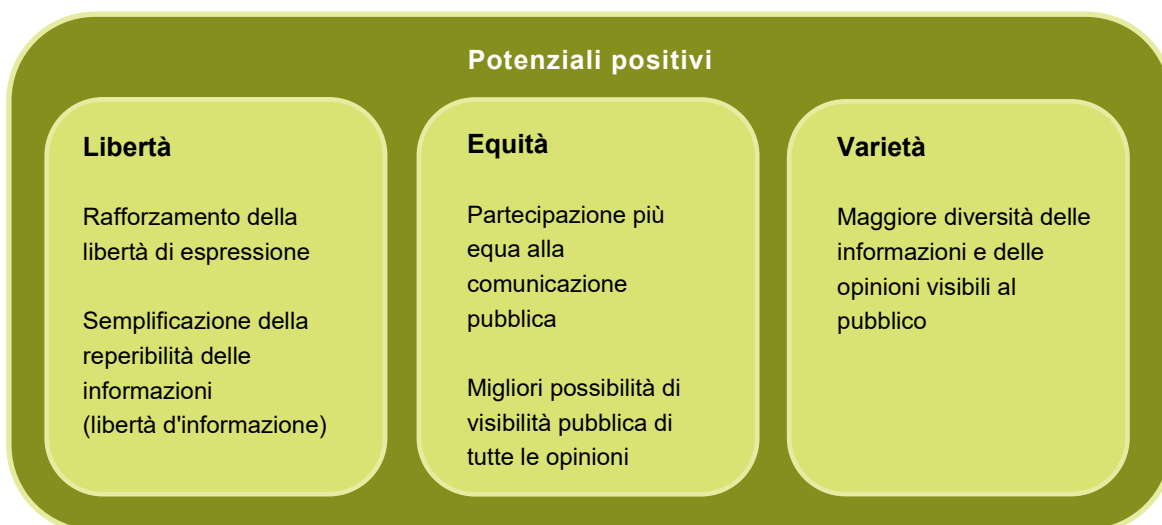 Potenziali positivi
Libertà
Rafforzamento della
libertà di espressione
Semplificazione della
reperibilità delle
informazioni
(libertà d'informazione)
Equità
Partecipazione più
equa alla
comunicazione
pubblica
Migliori possibilità di
visibilità pubblica di
tutte le opinioni
Varietà
Maggiore diversità delle
informazioni e delle
opinioni visibili al
pubblico